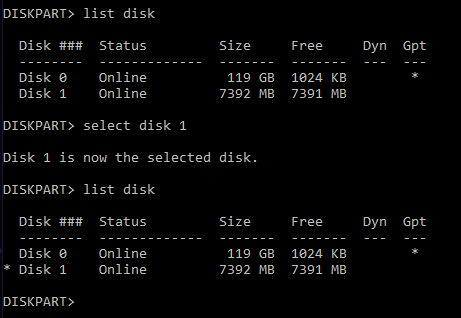 DISKPART> list disk
  Disk ###  Status         Size     Free     Dyn  Gpt
  --------  -------------  -------  -------  ---  ---
  Disk 0    Online          119 GB  1024 KB        *
  Disk 1    Online         7392 MB  7391 MB
DISKPART> select disk 1
Disk 1 is now the selected disk.
DISKPART> list disk
  Disk ###  Status         Size     Free     Dyn  Gpt
  --------  -------------  -------  -------  ---  ---
  Disk 0    Online          119 GB  1024 KB        *
* Disk 1    Online         7392 MB  7391 MB
DISKPART>